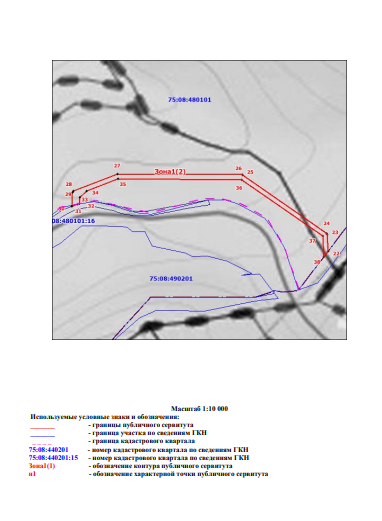 75:08:480101
27
Зона1(2)
26
25
28
34
35
36
29
33
32
31
08:480101:16
24
23
37
22
38
75:08:490201
Масштаб 1:10 000
Используемые условные знаки и обозначения:
- границы публичного сервитута
- граница участка по сведениям ГКН
- граница кадастрового квартала
75:08:440201 - номер кадастрового квартала по сведениям ГКН
75:08:440201:15 - номер кадастрового квартала по сведениям ГКН
Зона1(1) - обозначение контура публичного сервитута
н1 - обозначение характерной точки публичного сервитута